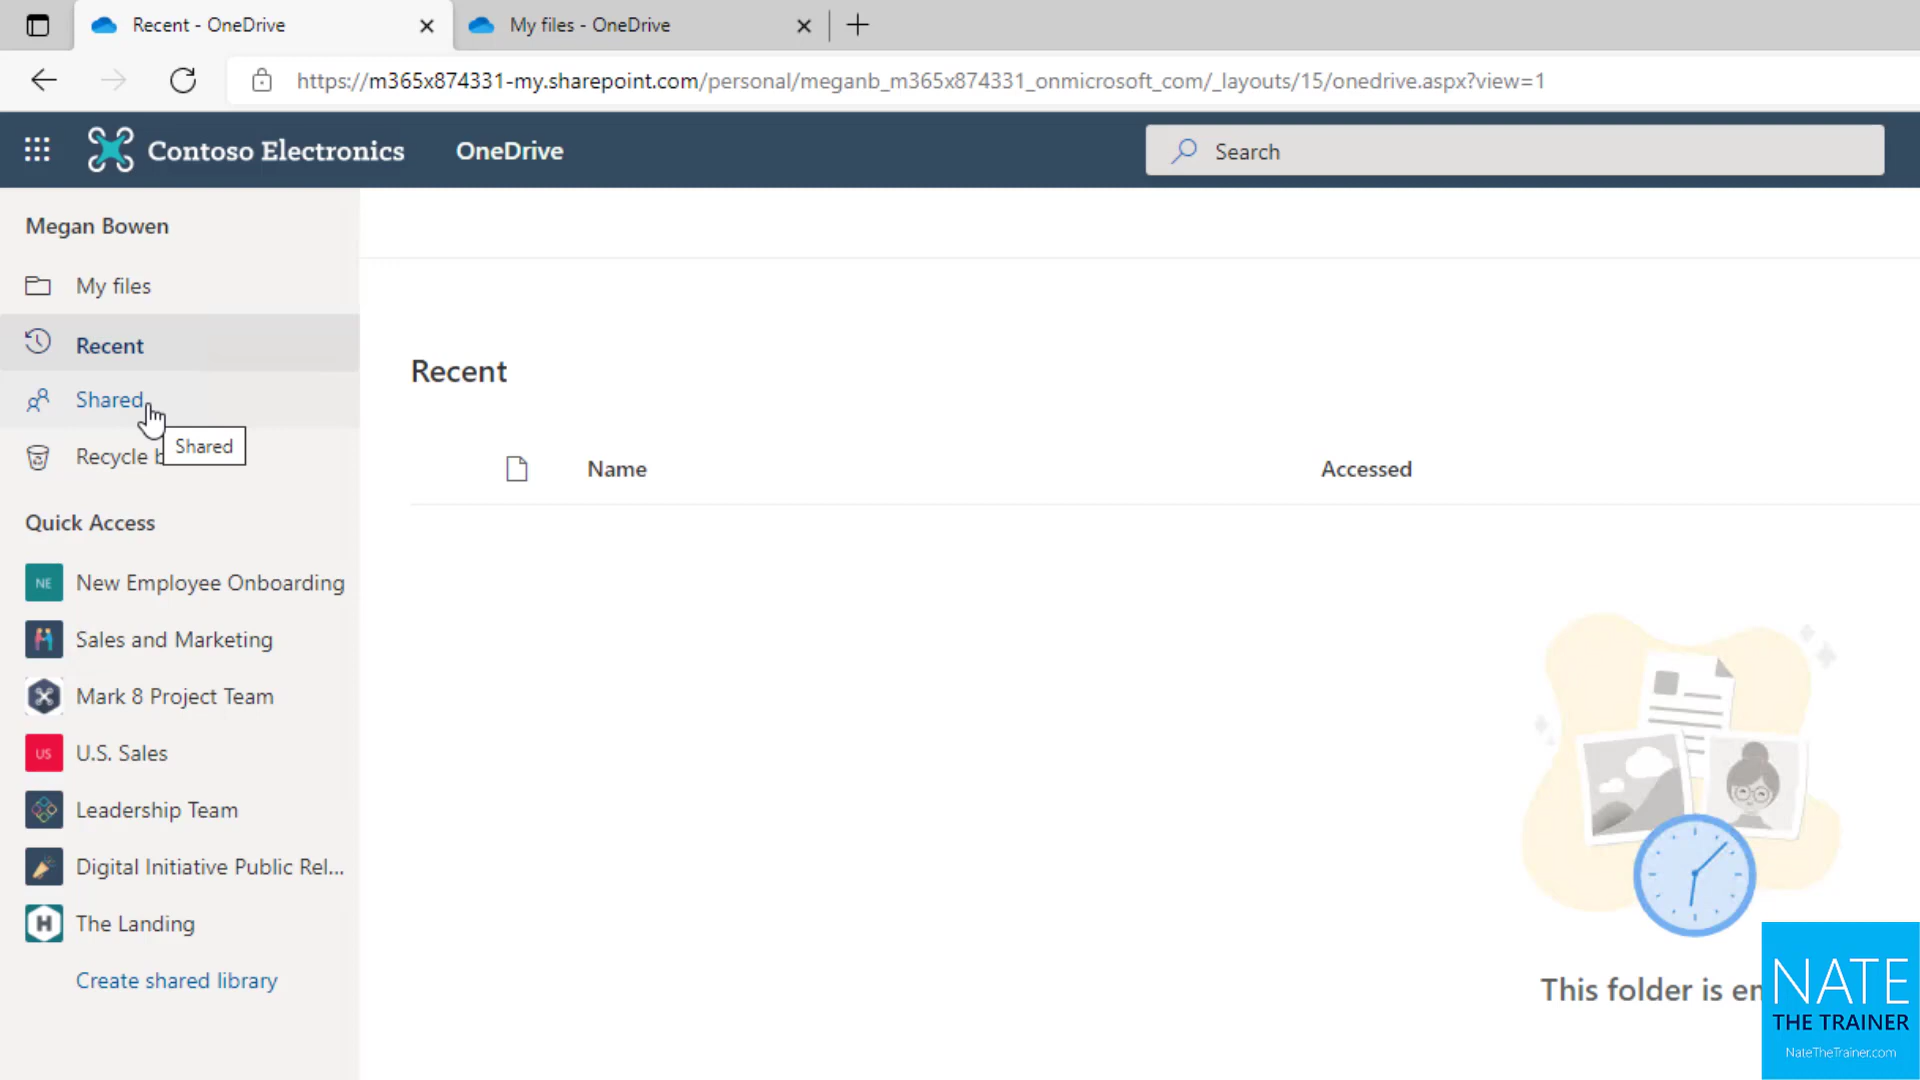 Recent - OneDrive
My files - OneDrive
https://m365x874331-my.sharepoint.com/personal/meganb_m365x874331_onmicrosoft_com/_layouts/15/onedrive.aspx?view=1
Contoso Electronics
OneDrive
Search
Megan Bowen
My files
Recent
Shared
Shared
Recycle b
Quick Access
NE New Employee Onboarding
Sales and Marketing
Mark 8 Project Team
US U.S. Sales
Leadership Team
Digital Initiative Public Rel...
H The Landing
Create shared library
Recent
Name
Accessed
This folder is em
NATE
THE TRAINER
NateTheTrainer.com